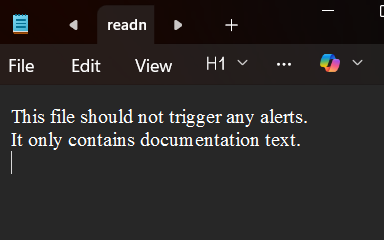 readn
File Edit View H1
This file should not trigger any alerts.
It only contains documentation text.